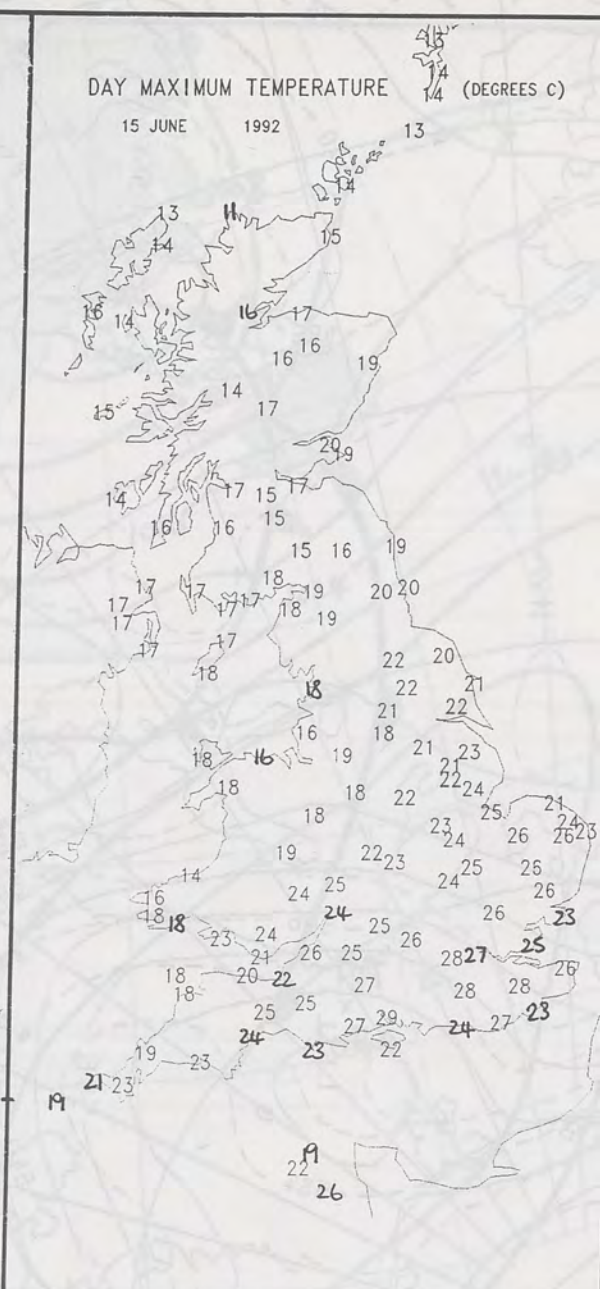 13
14
DAY MAXIMUM TEMPERATURE 14 (DEGREES C)
15 JUNE 1992 13
14
13 11
14 15
16 14 16 17
16 16 19
14
15 17
20 19
14 17 15 17
16 16 15
15 16 19
17 17 18 19 20 20
17 17 17 18
17 19
17 17
18 22 20
18 22 21
21 22
16 18
18 16 19 21 23
21
18 22 24
18 22 25 21
18 23 24
24 26 26 23
19 22 23
14 25 24 25 26
16 24 24 26
18 18 24 25 26 23
23 24 26 25
21 26 25 28 27 26
18 20 22 27 28
18 25 25 28 23
24 27 29 24 27
19 23 23 22
21 23
19
19
22
26